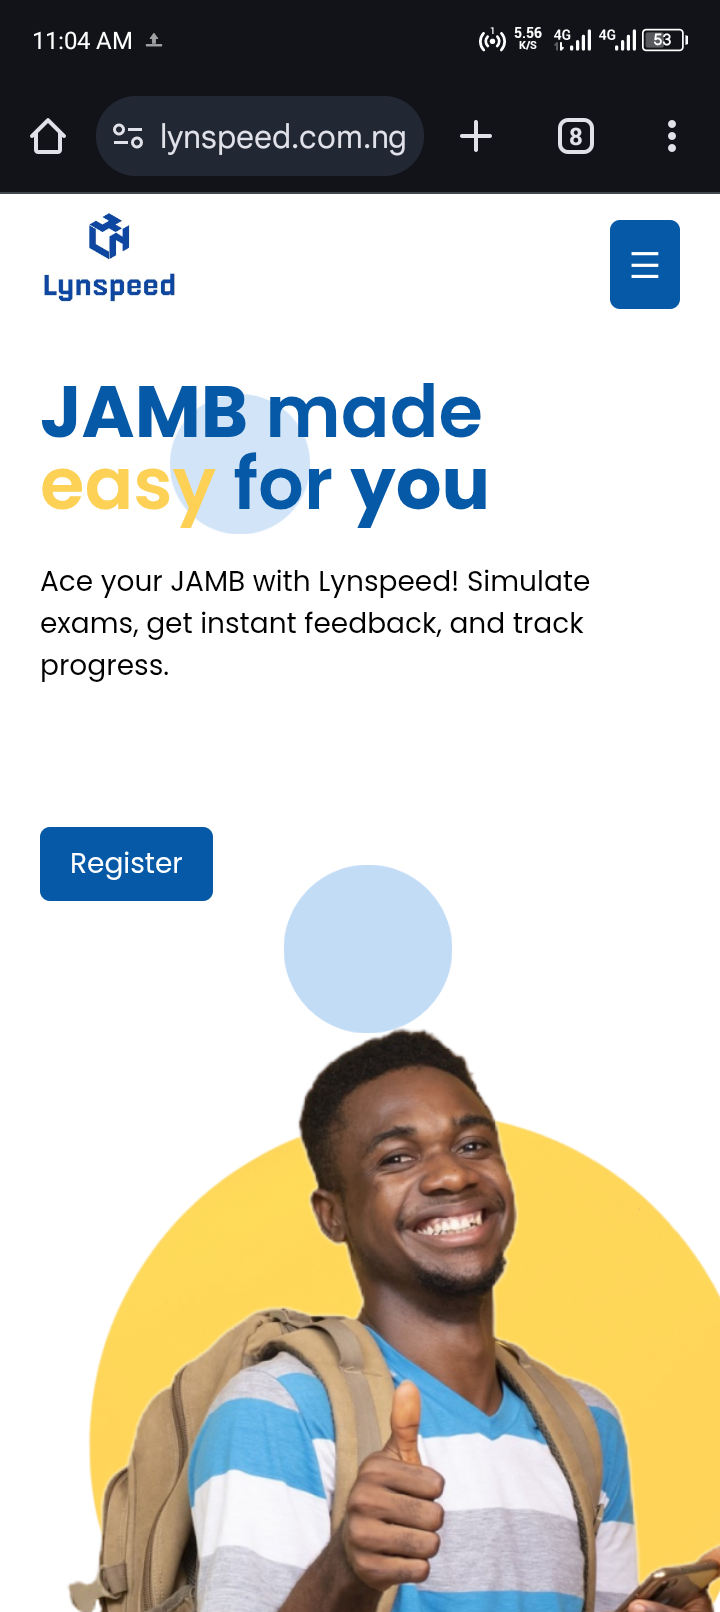 11:04 AM
1
5.56
K/S
4G
4G
53
lynspeed.com.ng
8
Lynspeed
JAMB made
easy for you
Ace your JAMB with Lynspeed! Simulate
exams, get instant feedback, and track
progress.
Register